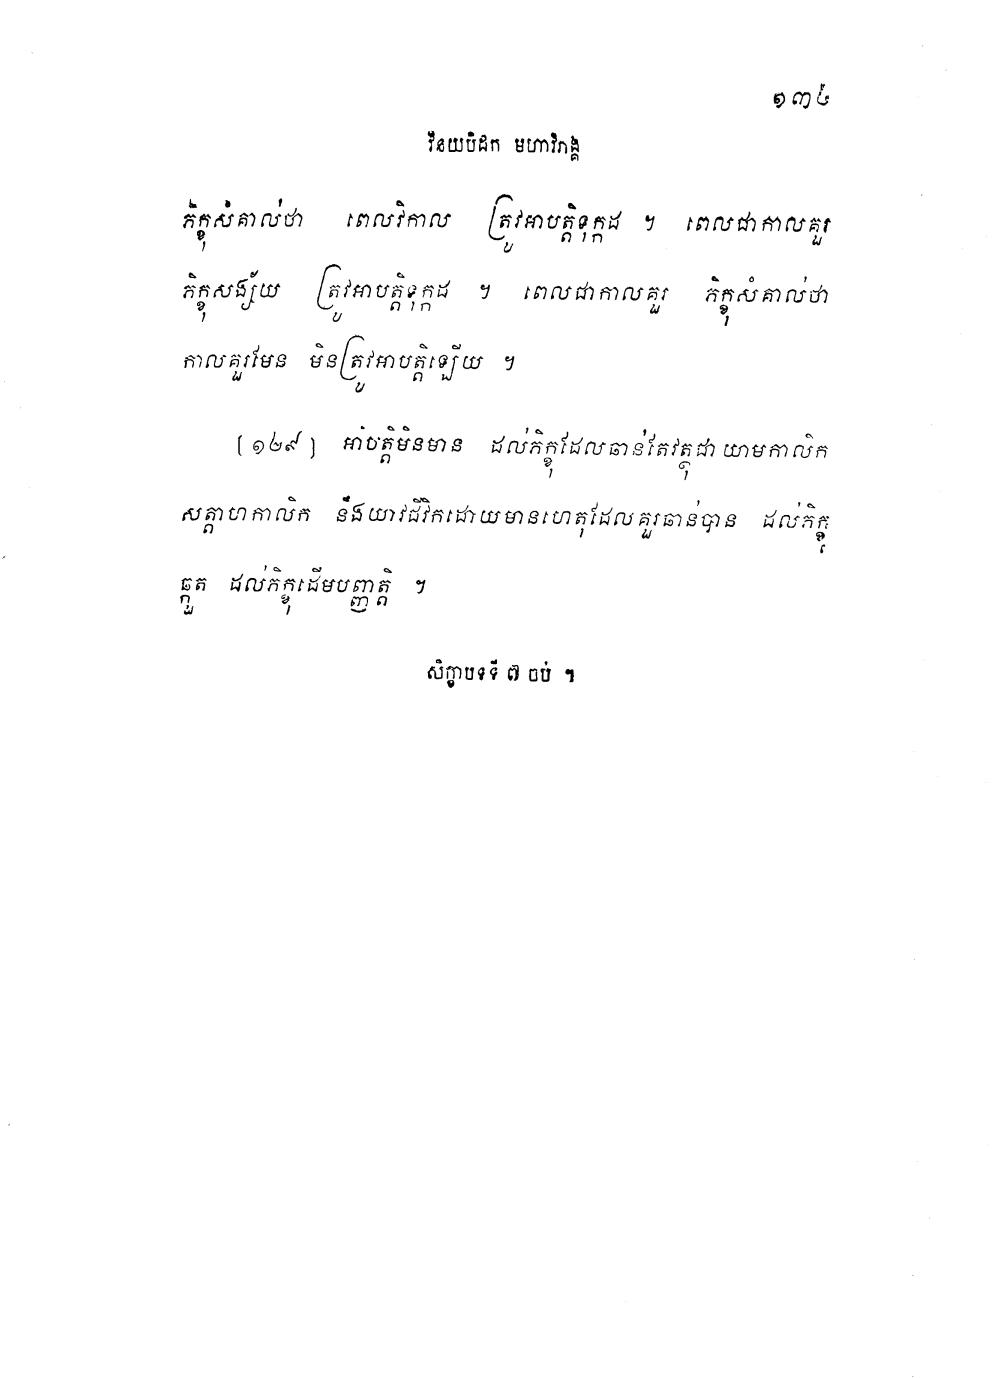 ១៣៤
វិនយបិដក មហាវិភង្គ
ភិក្ខុសំគាល់ថា ពេលវិកាល ត្រូវអាបត្តិទុក្កដ ។ ពេលជាកាលគួរ
ភិក្ខុសង្ស័យ ត្រូវអាបត្តិទុក្កដ ។ ពេលជាកាលគួរ ភិក្ខុសំគាល់ថា
កាលគួរមែន មិនត្រូវអាបត្តិឡើយ ។
(១៤៩) អាបត្តិមិនមាន ដល់ភិក្ខុដែលឆាន់តែវត្ថុជា យាមកាលិក
សត្តាហកាលិក នឹងយាវជីវិកដោយមានហេតុដែលគួរឆាន់បាន ដល់ភិក្ខុ
ឆ្កួត ដល់ភិក្ខុដើមបញ្ញត្តិ ។
សិក្ខាបទទី ៧ ចប់ ។